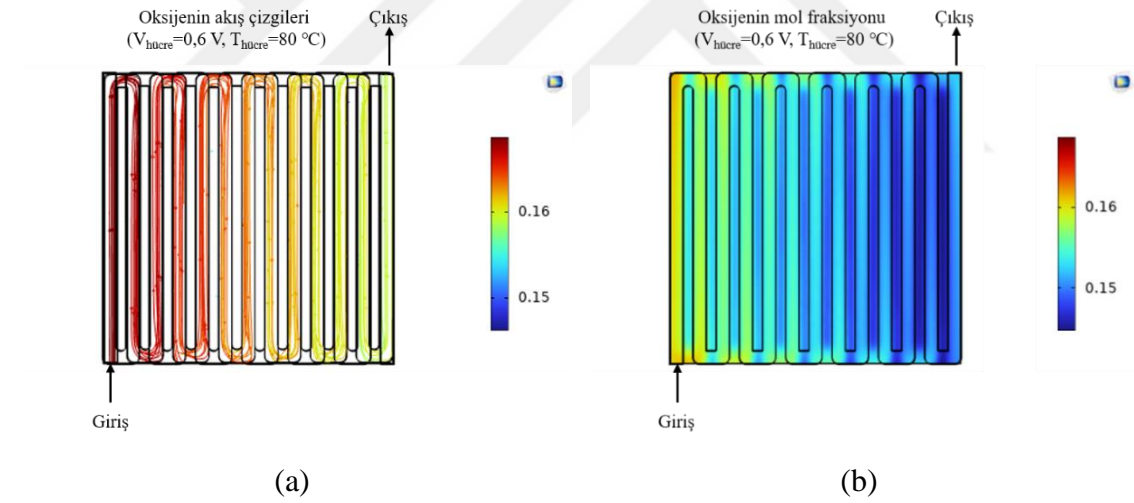 Oksijenin akış çizgileri
(Vhücre=0,6 V, Thücre=80 °C)
Çıkış
0.16
0.15
Giriş
(a)
Oksijenin mol fraksiyonu
(Vhücre=0,6 V, Thücre=80 °C)
Çıkış
0.16
0.15
Giriş
(b)